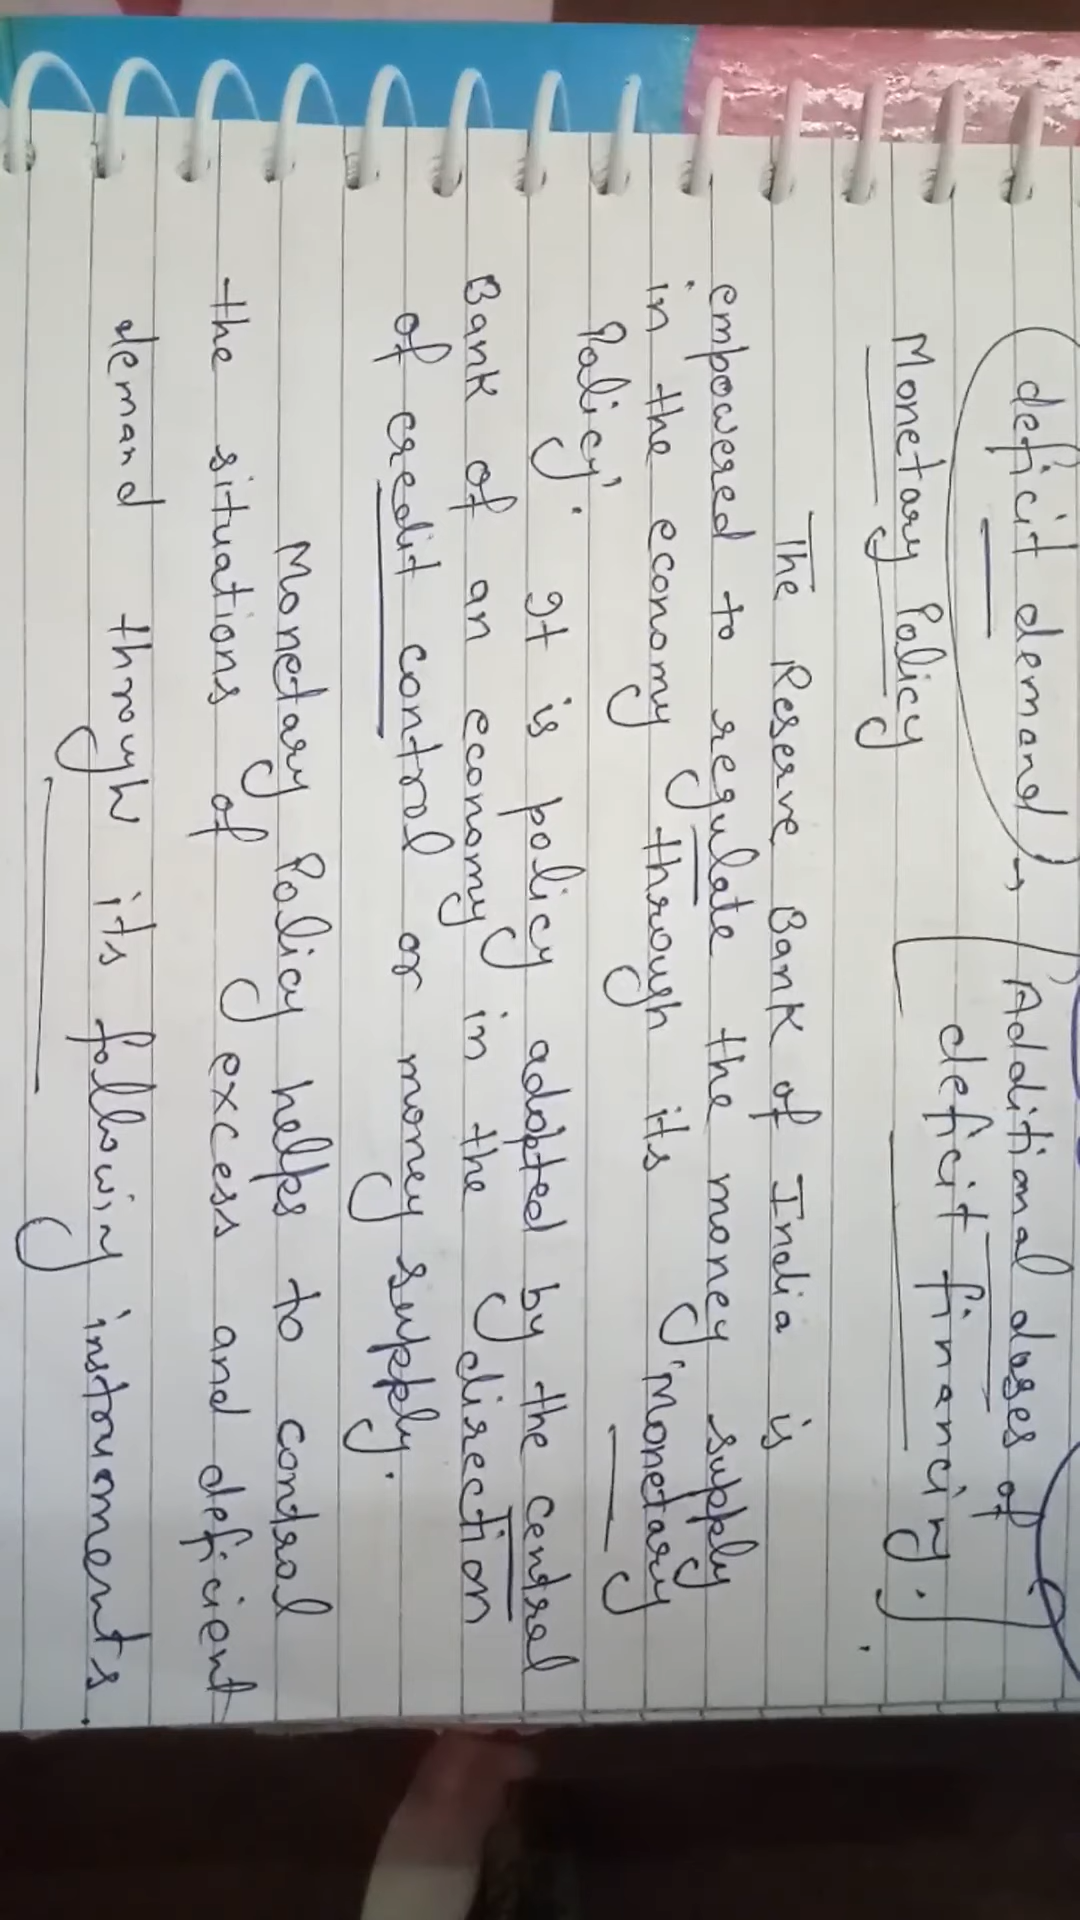 deficit demand → Additional doses of
deficit financing.
Monetary Policy
The Reserve Bank of India is
empowered to regulate the money supply
in the economy through its 'Monetary
Policy'. It is policy adopted by the central
Bank of an economy in the direction
of credit control or money supply.
Monetary Policy helps to control
the situations of excess and deficient
demand through its following instruments.